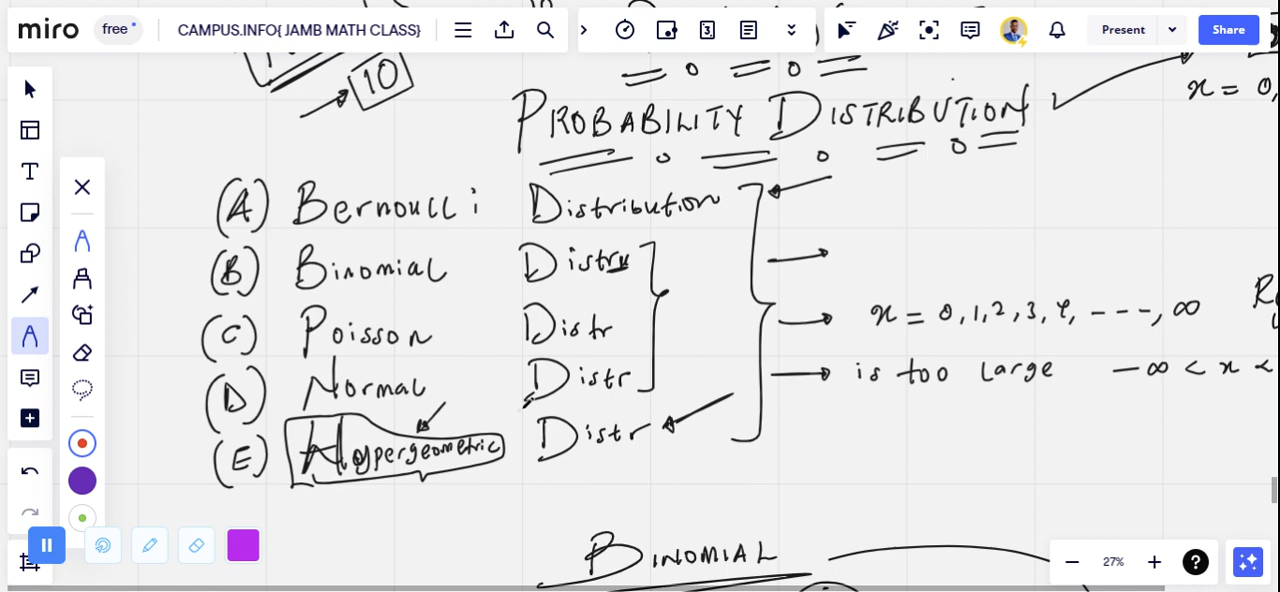 miro free CAMPUS.INFO{ JAMB MATH CLASS} Present Share
10
x = 0,
PROBABILITY DISTRIBUTION
(A) Bernoulli Distribution
(B) Binomial Distru
(C) Poisson Distr x = 0,1,2,3,4, - - - -, ∞
(D) Normal Distr is too large -∞ < x <
(E) Hypergeometric Distr
BINOMIAL
27%